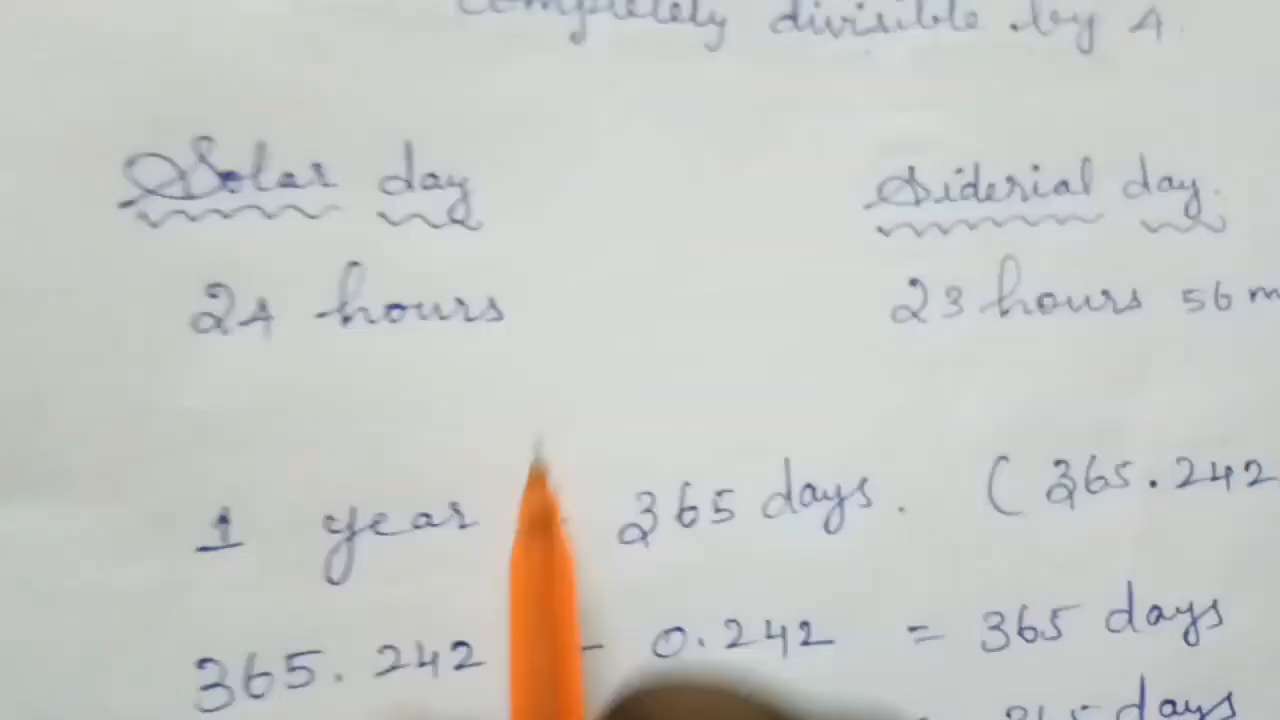 completely divisible by 4.
Solar day
Siderial day.
24 hours
23 hours 56 m
1 year 365 days. (365.242
365.242 - 0.242 = 365 days
365 days